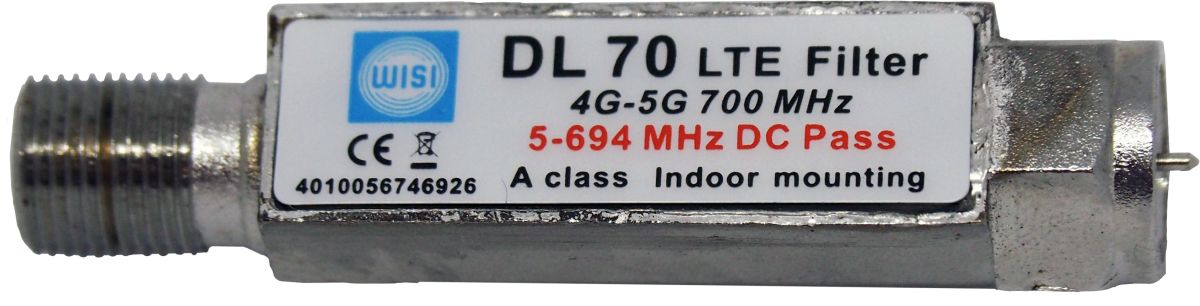 WISI
DL 70 LTE Filter
4G-5G 700 MHz
5-694 MHz DC Pass
CE
4010056746926
A class Indoor mounting